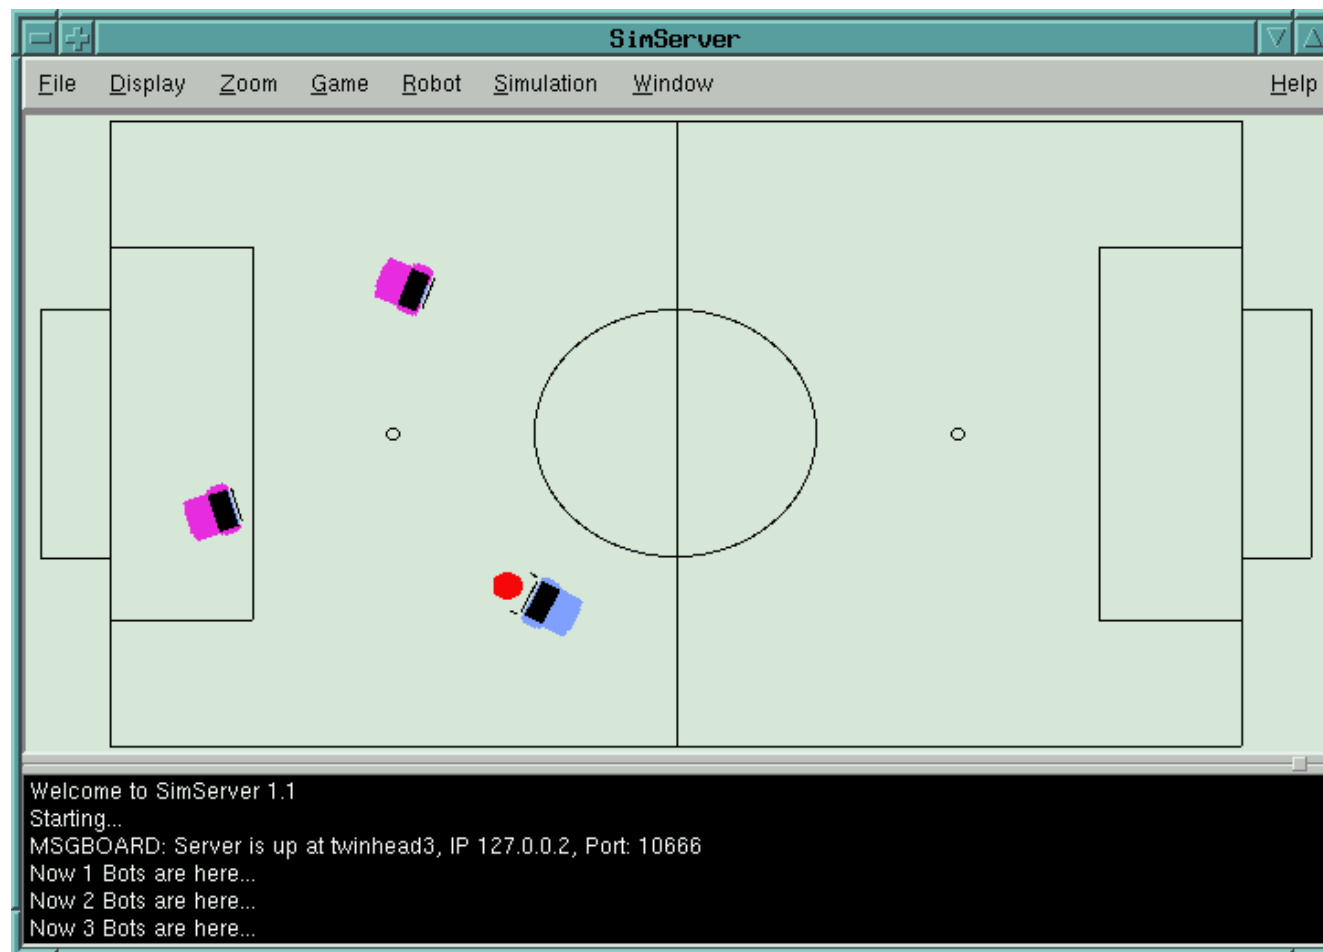 SimServer
File Display Zoom Game Robot Simulation Window Help
Welcome to SimServer 1.1
Starting...
MSGBOARD: Server is up at twinhead3, IP 127.0.0.2, Port: 10666
Now 1 Bots are here...
Now 2 Bots are here...
Now 3 Bots are here...